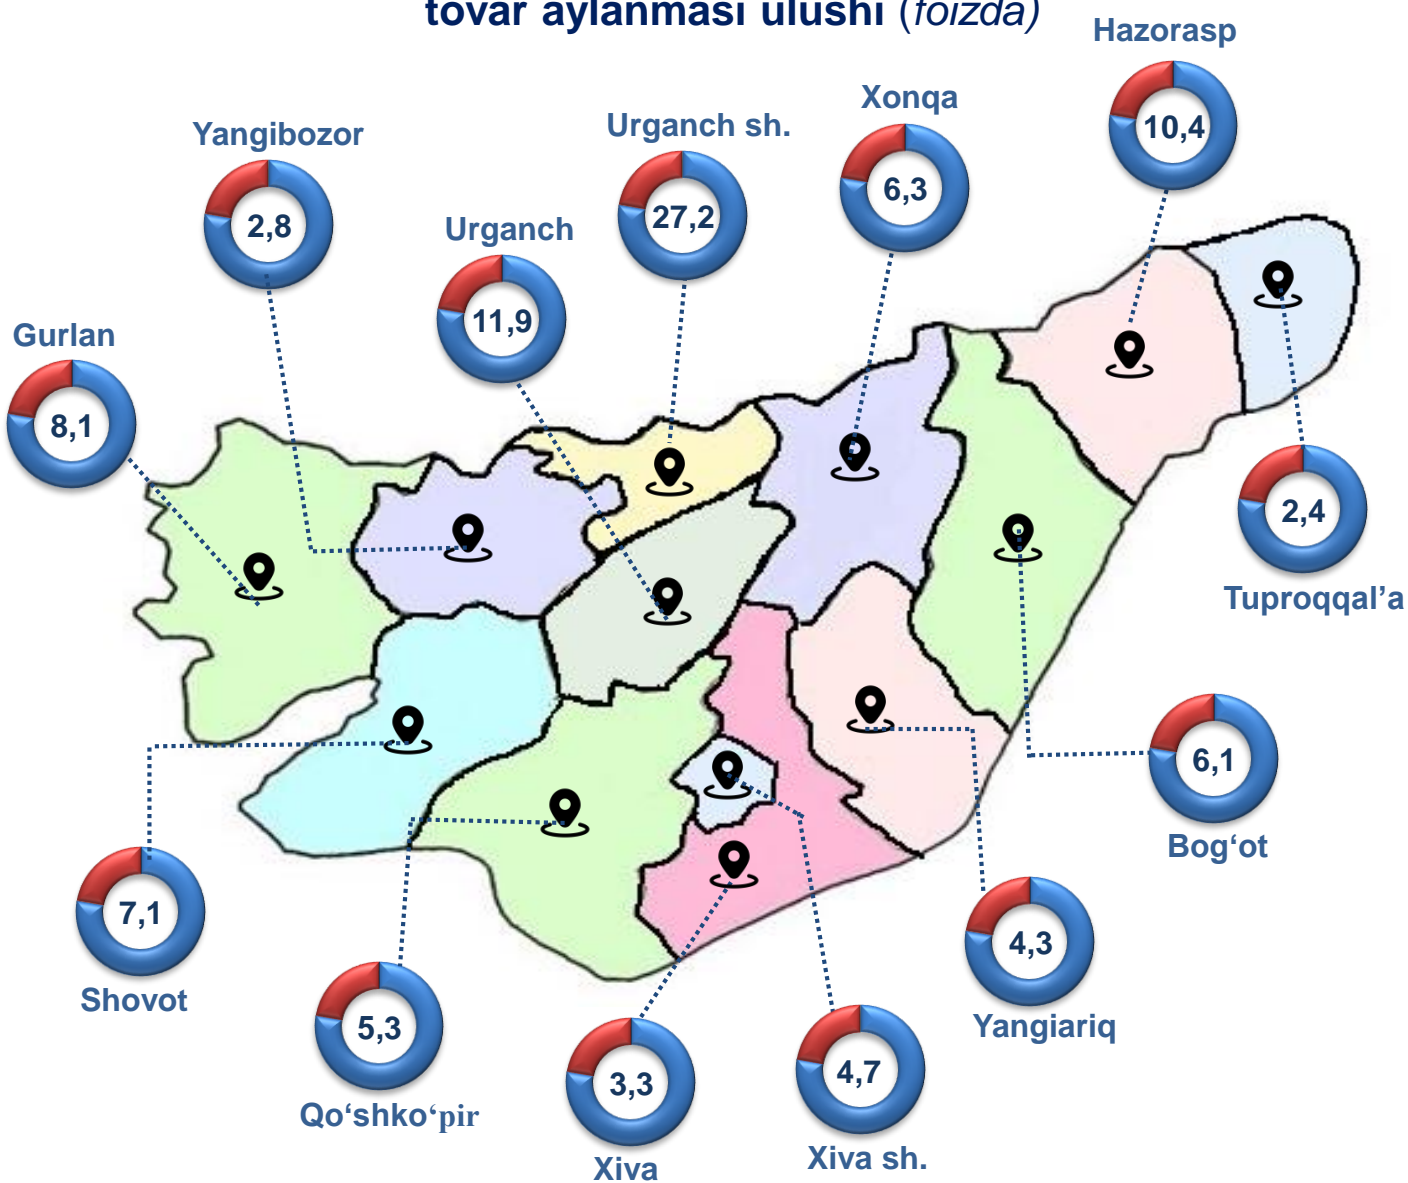 tovar aylanması ulushi (foizda)
Hazorasp
10,4
Xonqa
6,3
Urganch sh.
27,2
Yangibozor
2,8
Urganch
11,9
Gurlan
8,1
2,4
Tuproqqal’a
6,1
Bog‘ot
7,1
Shovot
4,3
Yangiariq
5,3
Qo‘shko‘pir
3,3
Xiva
4,7
Xiva sh.